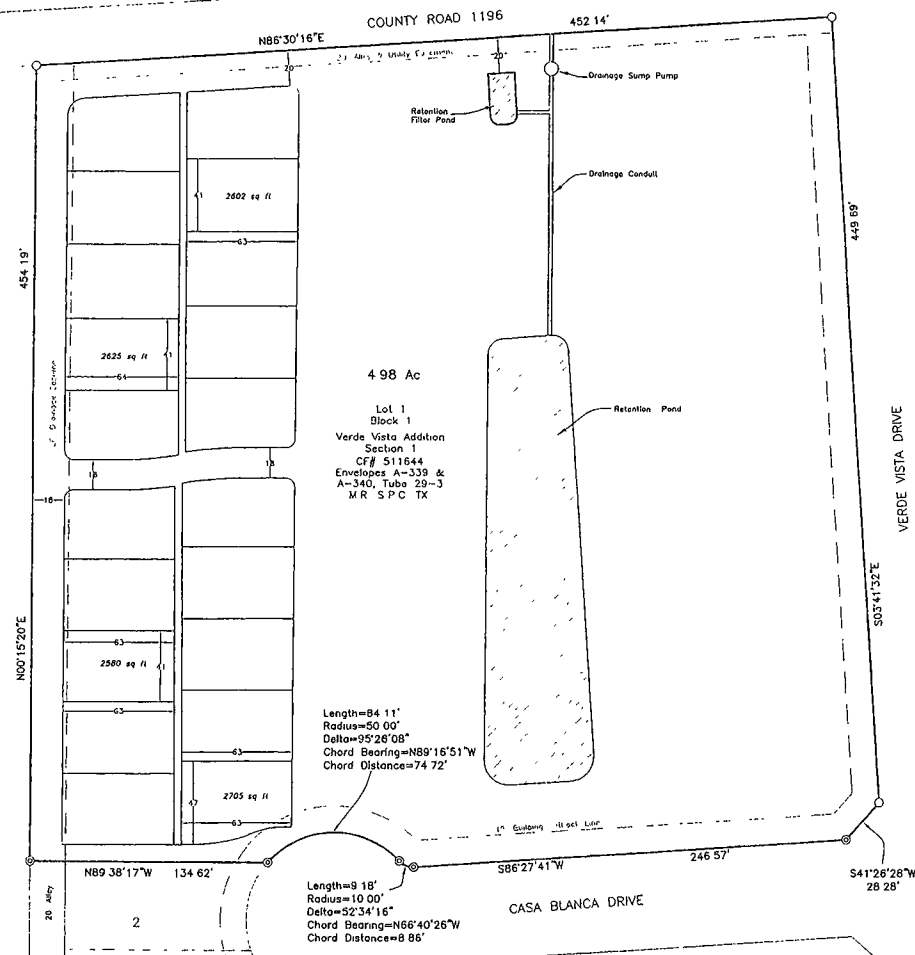 COUNTY ROAD 1196
N86°30'16"E
452 14'
20
20'
Drainage Sump Pump
Retention
Filter Pond
Drainage Conduit
41
2602 sq ft
63
454 19'
449 69'
2625 sq ft
41
64
4 98 Ac
Lot 1
Block 1
Verde Vista Addition
Section 1
CF# 511644
Envelopes A-339 &
A-340, Tube 29-3
M R S P C TX
Retention Pond
VERDE VISTA DRIVE
18
18
16
N00°15'20"E
S03°41'32"E
63
2580 sq ft
41
63
63
2705 sq ft
47
63
Length=84 11'
Radius=50 00'
Delta=95°26'08"
Chord Bearing=N89°16'51"W
Chord Distance=74 72'
Building
Line
N89 38'17"W
134 62'
S86°27'41"W
246 57'
S41°26'28"W
28 28'
Length=9 18'
Radius=10 00'
Delta=52°34'16"
Chord Bearing=N66°40'26"W
Chord Distance=8 86'
CASA BLANCA DRIVE
20 Alley
2